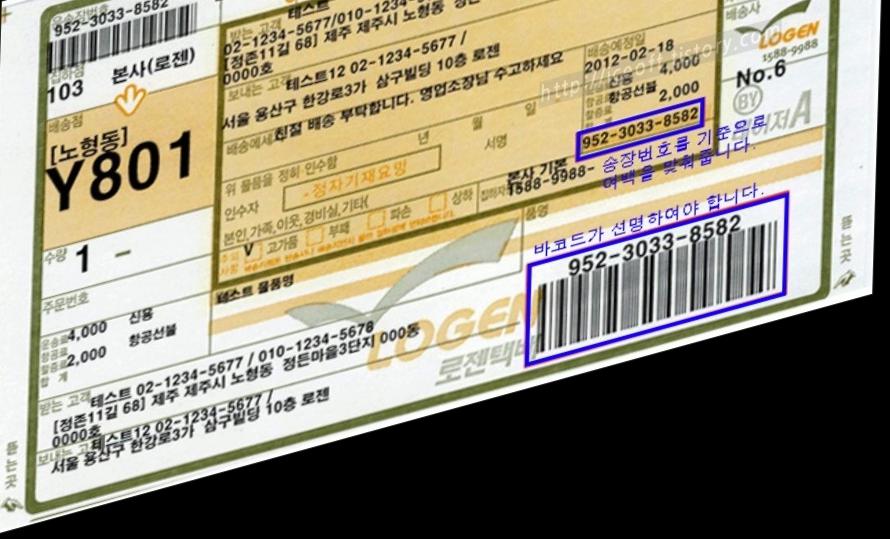 운송장번호
952-3033-8582
집하점
103 본사(로젠)
배송점
[노형동]
Y801
수량
1 -
주문번호
운송료 4,000 신용
항공료 2,000 항공선불
할증료
합 계
받는 고객
테스트
02-1234-5677/010-1234-5678
[정존11길 68] 제주 제주시 노형동
0000호
보내는 고객
테스트12 02-1234-5677 /
서울 용산구 한강로3가 삼구빌딩 10층 로젠
배송메세지
친절 배송 부탁합니다. 영업소장님 수고하세요
위 물품을 정히 인수함
년 월 일
인수자
-정자기재요망-
서명
본인,가족,이웃,경비실,기타(
V 고가품 부패 파손 상하
집하자
본사 기본
1588-9988-
배송예정일
2012-02-18
신용 4,000
항공선불 2,000
952-3033-8582
송장번호를 기준으로
여백을 맞춰줍니다.
배송사
LOGEN
1588-9988
No.6
BY
품명
바코드가 선명하여야 합니다.
952-3033-8582
테스트 물품명
LOGEN
로젠택배
받는 고객
테스트 02-1234-5677 / 010-1234-5678
[정존11길 68] 제주 제주시 노형동 정든마을3단지 000동
0000호
보내는 고객
테스트12 02-1234-5677 /
서울 용산구 한강로3가 삼구빌딩 10층 로젠
뜯는곳
뜯는곳